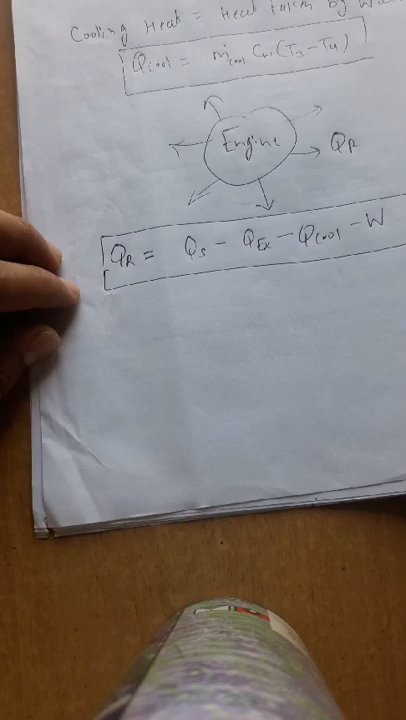 Cooling Heat = Heat taken by
Qcool = ṁcool Cw (T3 - T4)
Engine
QR
QR = Qs - QEx - Qcool - W